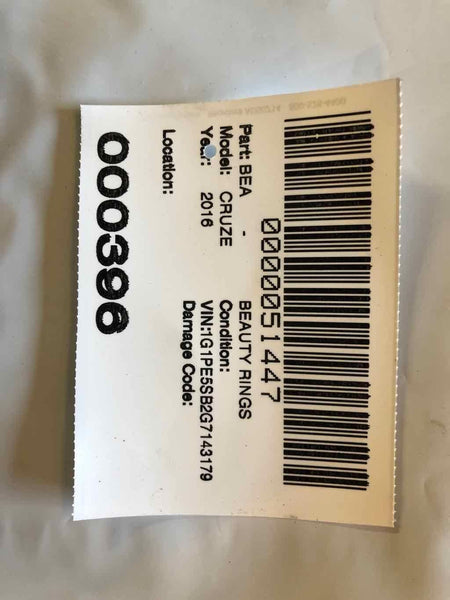 0000051447
Part: BEA - BEAUTY RINGS
Model: CRUZE Condition:
Year: 2016 VIN:1G1PE5SB2G7143179
Damage Code:
Location:
000396